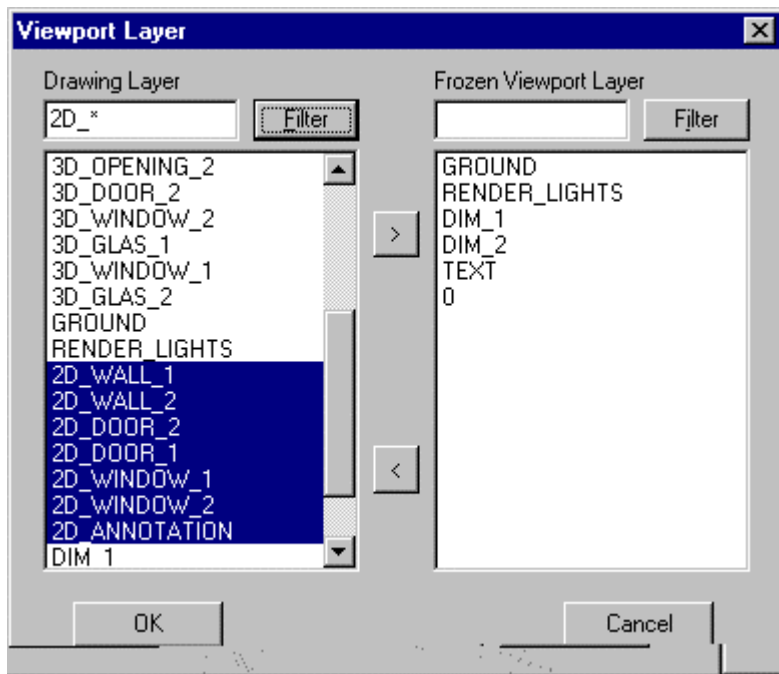 Viewport Layer
Drawing Layer
2D_*
Filter
3D_OPENING_2
3D_DOOR_2
3D_WINDOW_2
3D_GLAS_1
3D_WINDOW_1
3D_GLAS_2
GROUND
RENDER_LIGHTS
2D_WALL_1
2D_WALL_2
2D_DOOR_2
2D_DOOR_1
2D_WINDOW_1
2D_WINDOW_2
2D_ANNOTATION
DIM_1
>
<
Frozen Viewport Layer
Filter
GROUND
RENDER_LIGHTS
DIM_1
DIM_2
TEXT
0
OK
Cancel